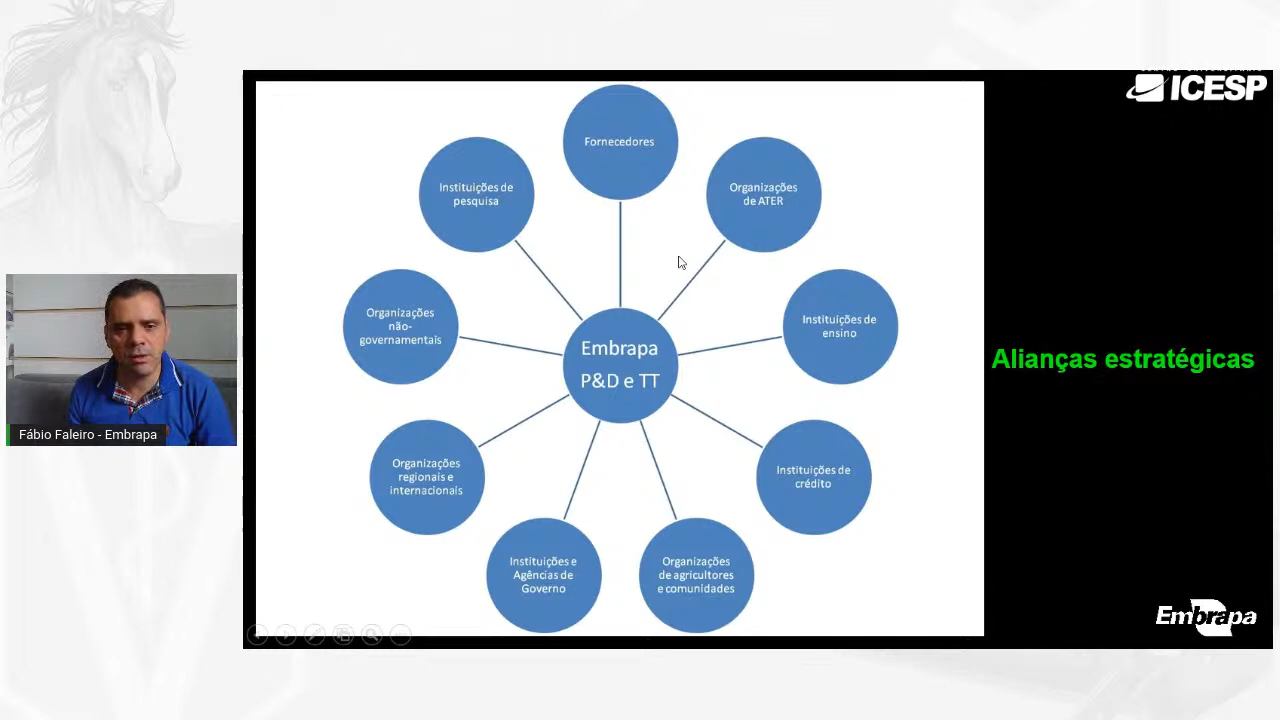 ICESP
Fornecedores
Instituições de
pesquisa
Organizações
de ATER
Organizações
não-
governamentais
Instituições de
ensino
Embrapa
P&D e TT
Alianças estratégicas
Fábio Faleiro - Embrapa
Organizações
regionais e
internacionais
Instituições de
crédito
Instituições e
Agências de
Governo
Organizações
de agricultores
e comunidades
Embrapa